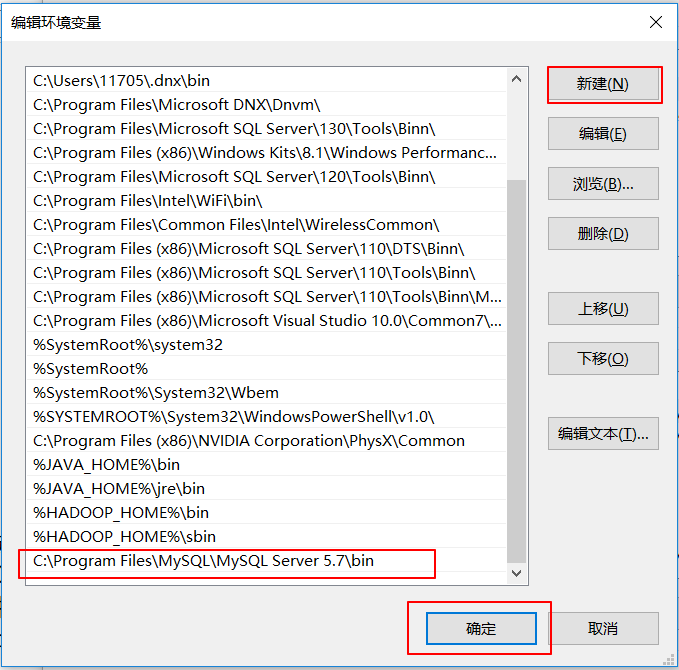 编辑环境变量
C:\Users\11705\.dnx\bin
C:\Program Files\Microsoft DNX\Dnvm\
C:\Program Files\Microsoft SQL Server\130\Tools\Binn\
C:\Program Files (x86)\Windows Kits\8.1\Windows Performanc...
C:\Program Files\Microsoft SQL Server\120\Tools\Binn\
C:\Program Files\Intel\WiFi\bin\
C:\Program Files\Common Files\Intel\WirelessCommon\
C:\Program Files (x86)\Microsoft SQL Server\110\DTS\Binn\
C:\Program Files (x86)\Microsoft SQL Server\110\Tools\Binn\
C:\Program Files (x86)\Microsoft SQL Server\110\Tools\Binn\M...
C:\Program Files (x86)\Microsoft Visual Studio 10.0\Common7\...
%SystemRoot%\system32
%SystemRoot%
%SystemRoot%\System32\Wbem
%SYSTEMROOT%\System32\WindowsPowerShell\v1.0\
C:\Program Files (x86)\NVIDIA Corporation\PhysX\Common
%JAVA_HOME%\bin
%JAVA_HOME%\jre\bin
%HADOOP_HOME%\bin
%HADOOP_HOME%\sbin
C:\Program Files\MySQL\MySQL Server 5.7\bin
新建(N)
编辑(E)
浏览(B)...
删除(D)
上移(U)
下移(O)
编辑文本(T)...
确定
取消